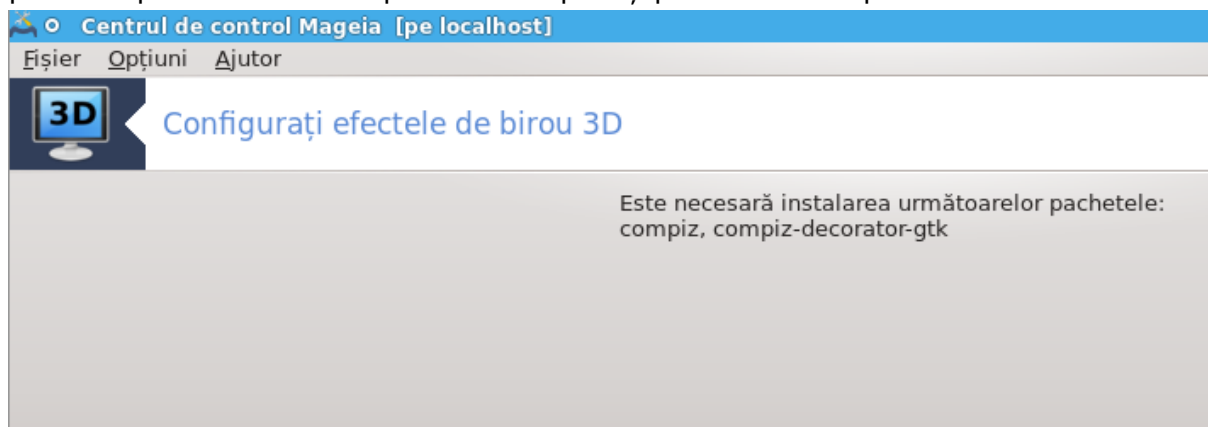 Centrul de control Mageia [pe localhost]
Fișier Opțiuni Ajutor
3D
Configurați efectele de birou 3D
Este necesară instalarea următoarelor pachetele:
compiz, compiz-decorator-gtk